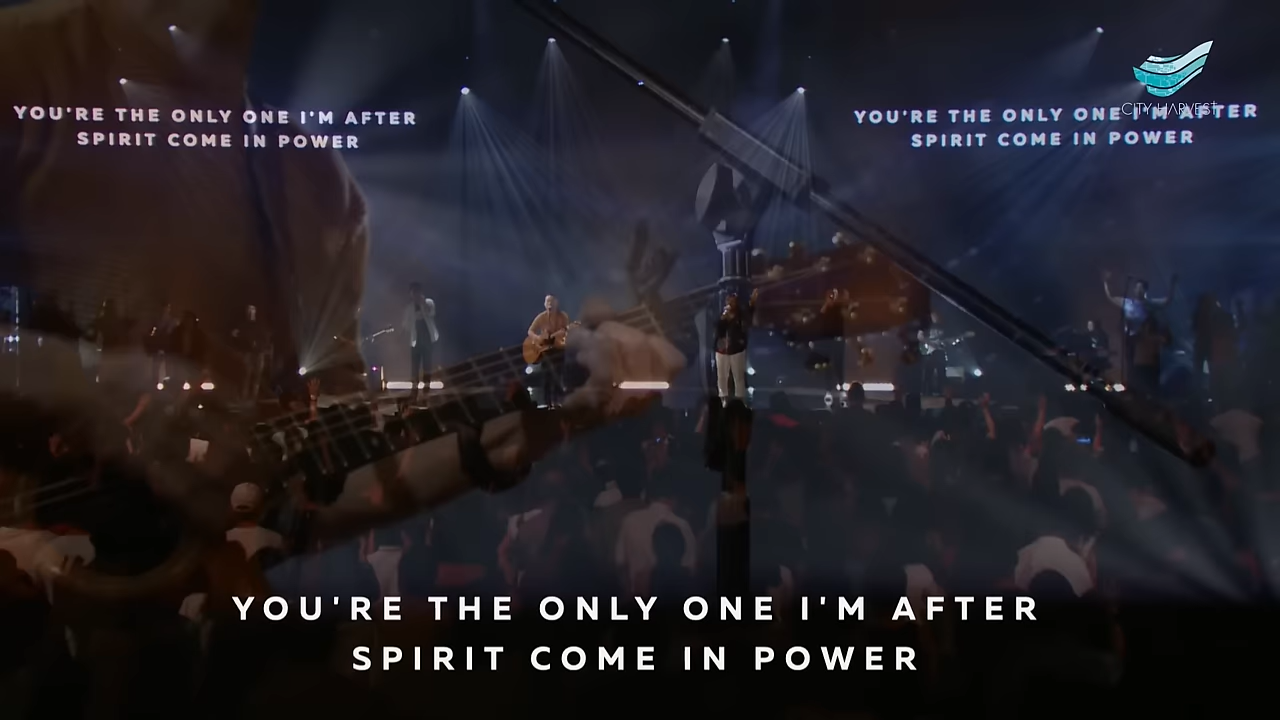 YOU'RE THE ONLY ONE I'M AFTER
SPIRIT COME IN POWER
YOU'RE THE ONLY ONE I'M AFTER
SPIRIT COME IN POWER
CITY HARVEST
YOU'RE THE ONLY ONE I'M AFTER
SPIRIT COME IN POWER